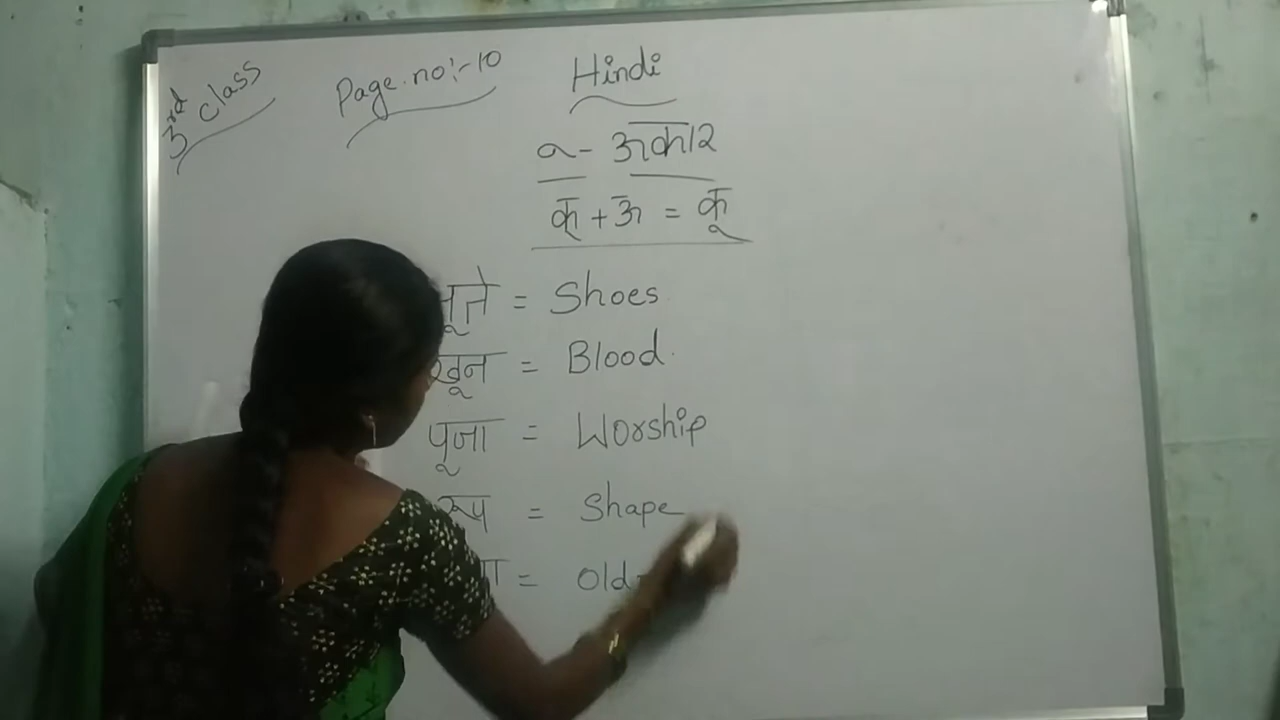 3rd class
Page.no:-10
Hindi
a - ऊकार
क् + ऊ = कू
= Shoes
खून = Blood.
पूजा = Worship
रूप = Shape
= Old